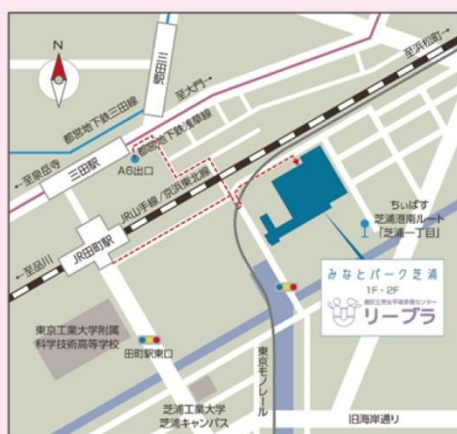 N
至浜松町→
三田駅
至大門→
都営地下鉄三田線
都営地下鉄浅草線
←至泉岳寺
三田駅
A6出口
JR山手線/京浜東北線
JR田町駅
←至品川
ちぃばす
芝浦港南ルート
「芝浦一丁目」
みなとパーク芝浦
1F・2F
港区立男女平等参画センター
リーブラ
東京工業大学附属
科学技術高等学校
田町駅東口
東京モノレール
芝浦工業大学
芝浦キャンパス
旧海岸通り